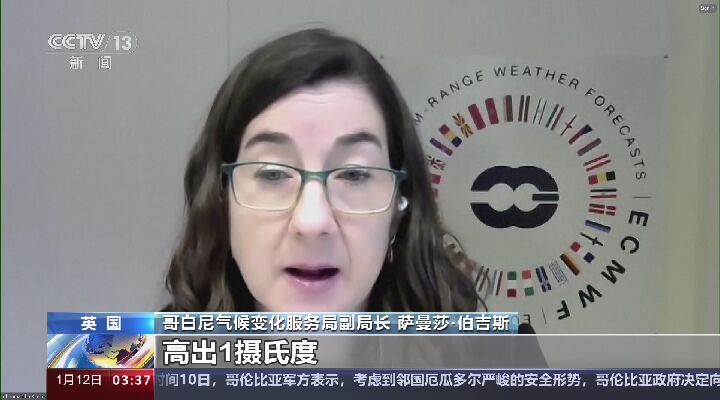 CCTV 13
新闻
M-RANGE WEATHER FORECASTS
ECMWF
英国
哥白尼气候变化服务局副局长 萨曼莎·伯吉斯
高出1摄氏度
1月12日 03:37 时间10日，哥伦比亚军方表示，考虑到邻国厄瓜多尔严峻的安全形势，哥伦比亚政府决定向